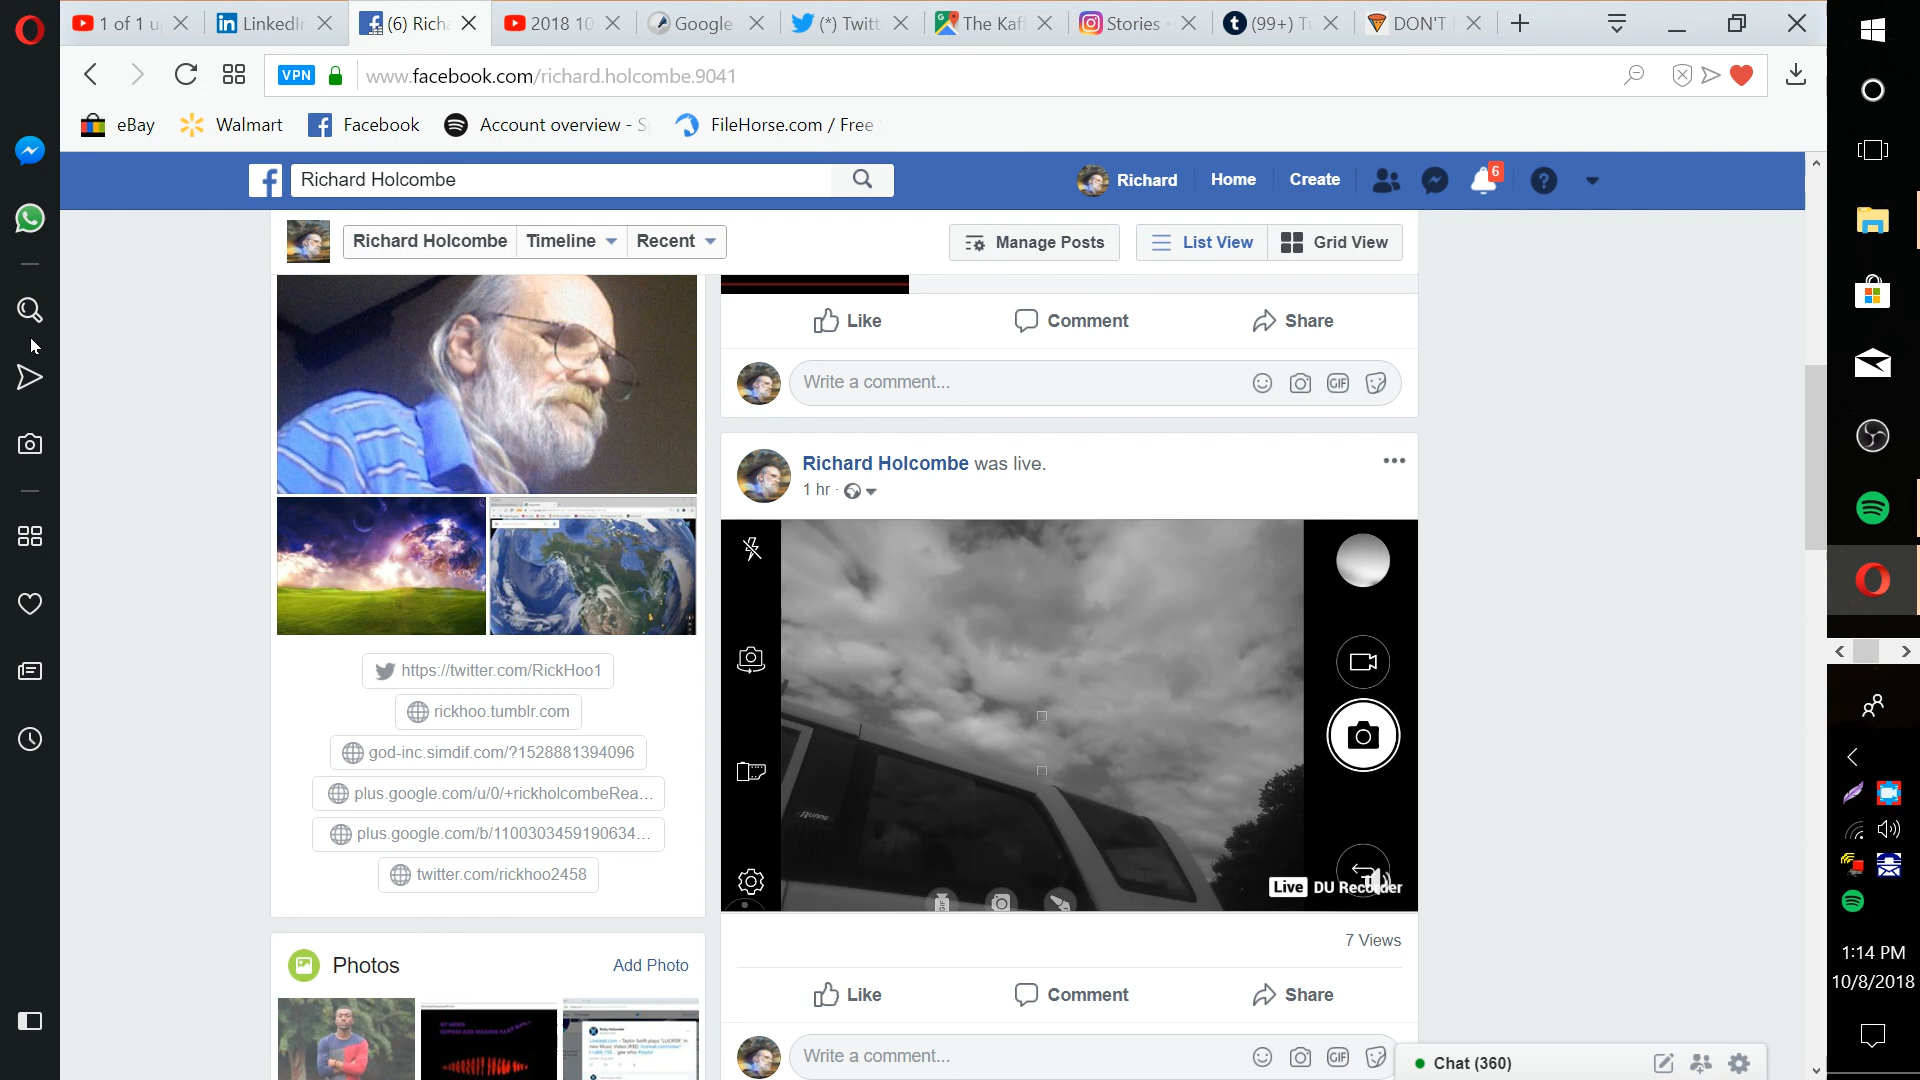 1 of 1 u
LinkedIn
(6) Rich
2018 10
Google
(*) Twitt
The Kaf
Stories
(99+) Tu
DON'T
VPN
www.facebook.com/richard.holcombe.9041
eBay
Walmart
Facebook
Account overview - S
FileHorse.com / Free
Richard Holcombe
Richard
Home
Create
6
Richard Holcombe
Timeline
Recent
Manage Posts
List View
Grid View
Like
Comment
Share
Write a comment...
GIF
Richard Holcombe was live.
1 hr
https://twitter.com/RickHoo1
rickhoo.tumblr.com
god-inc.simdif.com/?1528881394096
plus.google.com/u/0/+rickholcombeRea...
plus.google.com/b/1100303459190634...
twitter.com/rickhoo2458
Live DU Recorder
7 Views
Like
Comment
Share
Write a comment...
GIF
Photos
Add Photo
Chat (360)
1:14 PM
10/8/2018